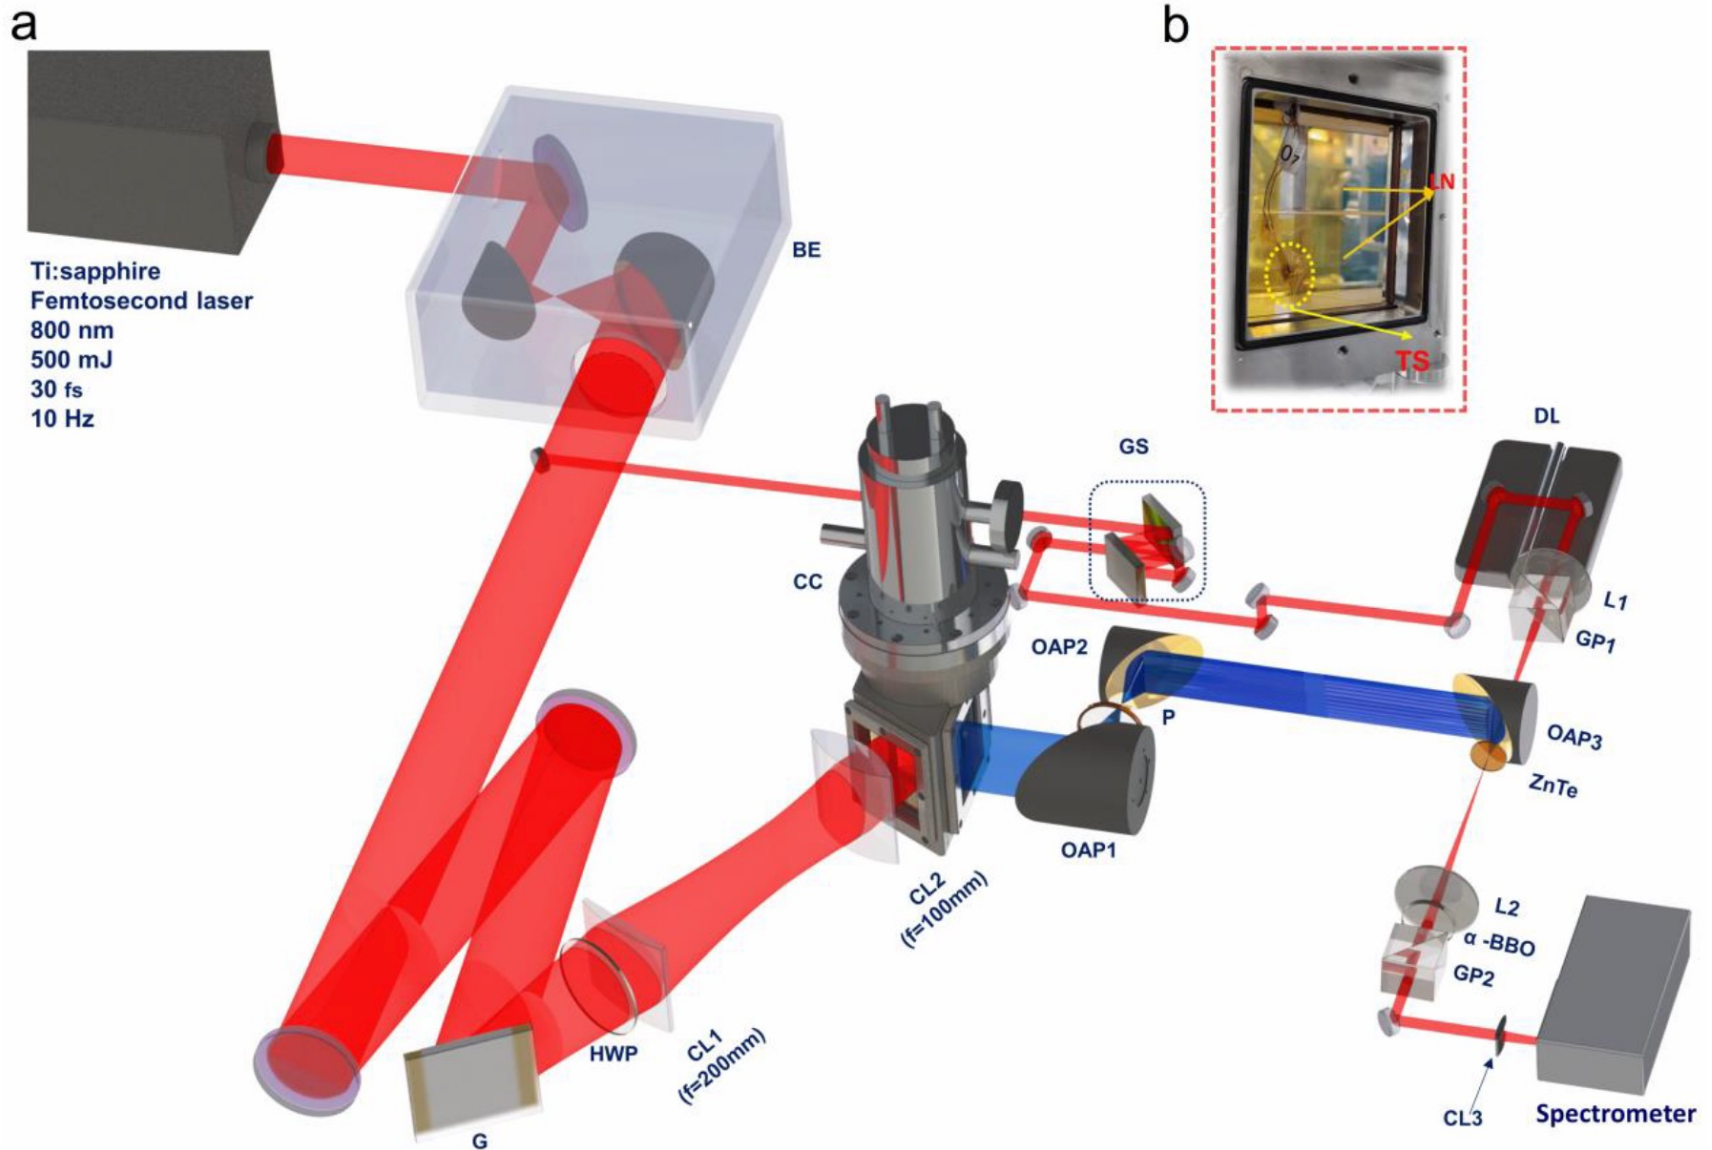 a
b
Ti:sapphire
Femtosecond laser
800 nm
500 mJ
30 fs
10 Hz
BE
07
LN
TS
DL
GS
CC
L1
GP1
OAP2
P
OAP3
ZnTe
OAP1
CL2
(f=100mm)
L2
α -BBO
GP2
HWP
CL1
(f=200mm)
G
CL3
Spectrometer